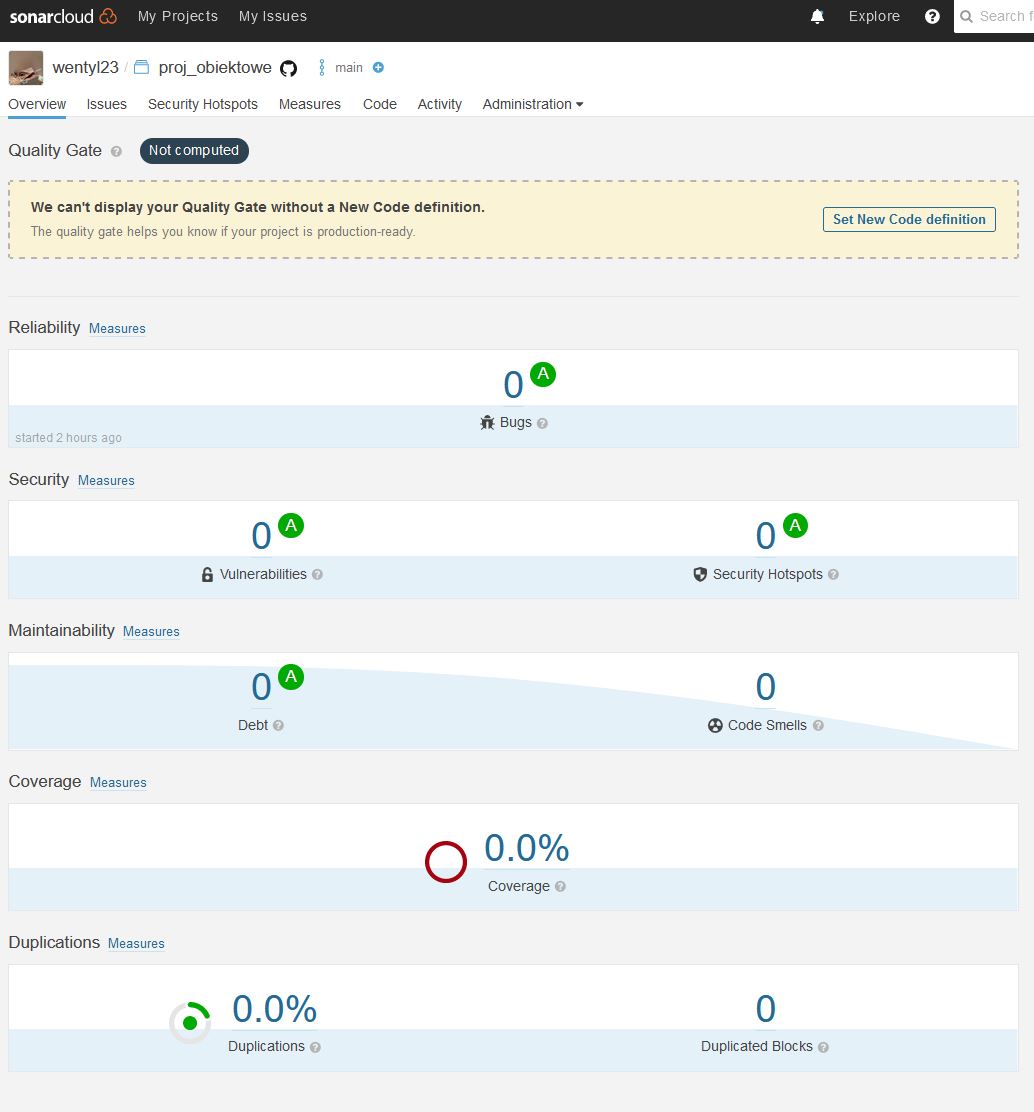 sonarcloud My Projects My Issues Explore Search f
wentyl23 / proj_obiektowe main
Overview Issues Security Hotspots Measures Code Activity Administration
Quality Gate Not computed
We can't display your Quality Gate without a New Code definition.
The quality gate helps you know if your project is production-ready.
Set New Code definition
Reliability Measures
0 A
Bugs
started 2 hours ago
Security Measures
0 A 0 A
Vulnerabilities Security Hotspots
Maintainability Measures
0 A 0
Debt Code Smells
Coverage Measures
0.0%
Coverage
Duplications Measures
0.0% 0
Duplications Duplicated Blocks